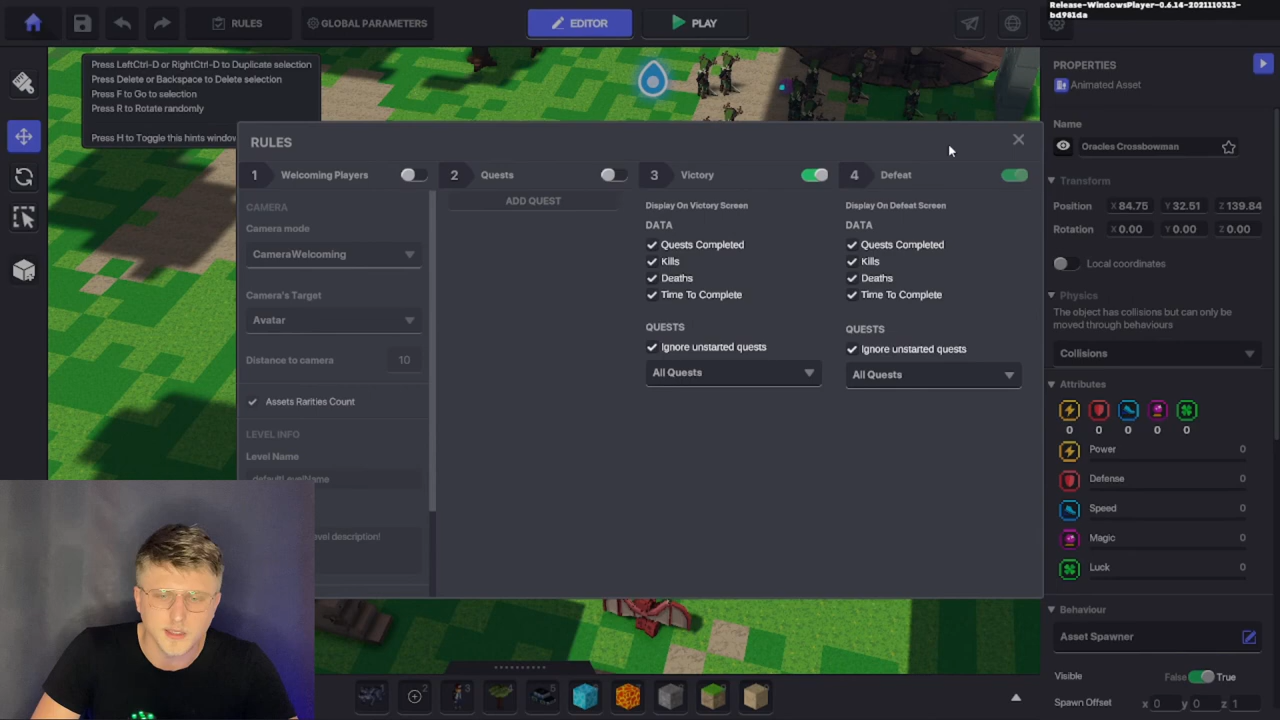 RULES
GLOBAL PARAMETERS
EDITOR
PLAY
Release-WindowsPlayer-0.6.14-2021110313-
bd981da
Press LeftCtrl-D or RightCtrl-D to Duplicate selection
Press Delete or Backspace to Delete selection
Press F to Go to selection
Press R to Rotate randomly
Press H to Toggle this hints window
RULES
1 Welcoming Players
2 Quests
3 Victory
4 Defeat
CAMERA
Camera mode
CameraWelcoming
Camera's Target
Avatar
Distance to camera 10
Assets Rarities Count
LEVEL INFO
Level Name
defaultLevelName
level description!
ADD QUEST
Display On Victory Screen
DATA
Quests Completed
Kills
Deaths
Time To Complete
QUESTS
Ignore unstarted quests
All Quests
Display On Defeat Screen
DATA
Quests Completed
Kills
Deaths
Time To Complete
QUESTS
Ignore unstarted quests
All Quests
PROPERTIES
Animated Asset
Name
Oracles Crossbowman
Transform
Position X 84.75 Y 32.51 Z 139.84
Rotation X 0.00 Y 0.00 Z 0.00
Local coordinates
Physics
The object has collisions but can only
be moved through behaviours
Collisions
Attributes
0 0 0 0 0
Power 0
Defense 0
Speed 0
Magic 0
Luck 0
Behaviour
Asset Spawner
Visible False True
Spawn Offset x 0 y 0 z 1